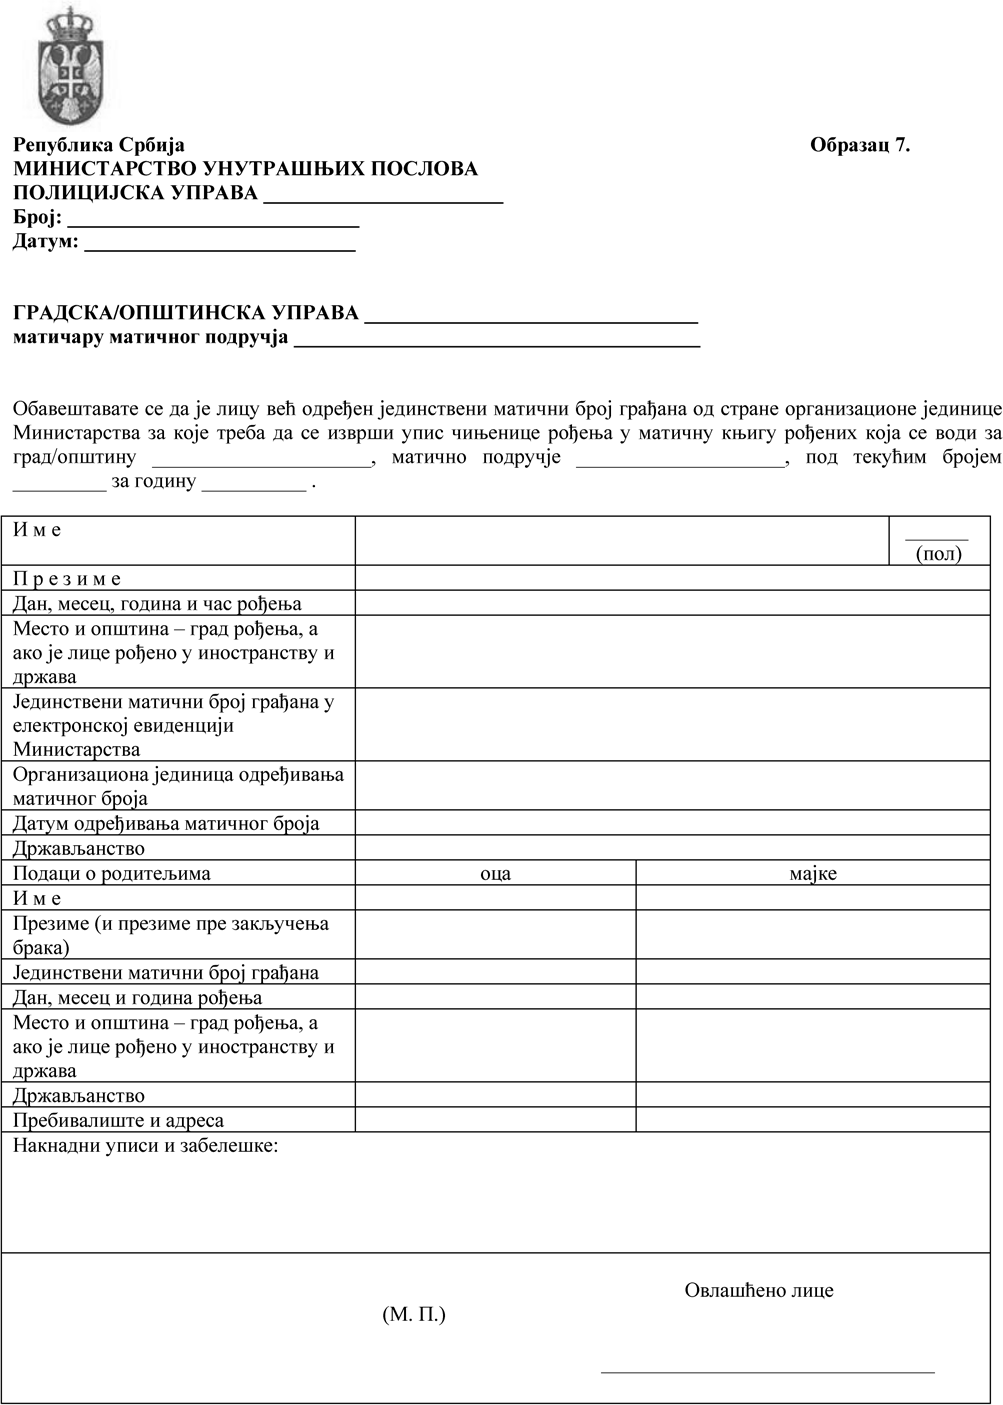 Република Србија
Образац 7.
МИНИСТАРСТВО УНУТРАШЊИХ ПОСЛОВА
ПОЛИЦИЈСКА УПРАВА _______________________
Број: ____________________________
Датум: __________________________
ГРАДСКА/ОПШТИНСКА УПРАВА ________________________________
матичару матичног подручја _______________________________________
Обавештавате се да је лицу већ одређен јединствени матични број грађана од стране организационе јединице
Министарства за које треба да се изврши упис чињенице рођења у матичну књигу рођених која се води за
град/општину _____________________, матично подручје ____________________, под текућим бројем
_________ за годину __________ .
И м е
______
(пол)
П р е з и м е
Дан, месец, година и час рођења
Место и општина – град рођења, а
ако је лице рођено у иностранству и
држава
Јединствени матични број грађана у
електронској евиденцији
Министарства
Организациона јединица одређивања
матичног броја
Датум одређивања матичног броја
Држављанство
Подаци о родитељима оца мајке
И м е
Презиме (и презиме пре закључења
брака)
Јединствени матични број грађана
Дан, месец и година рођења
Место и општина – град рођења, а
ако је лице рођено у иностранству и
држава
Држављанство
Пребивалиште и адреса
Накнадни уписи и забелешке:
Овлашћено лице
(М. П.)
________________________________